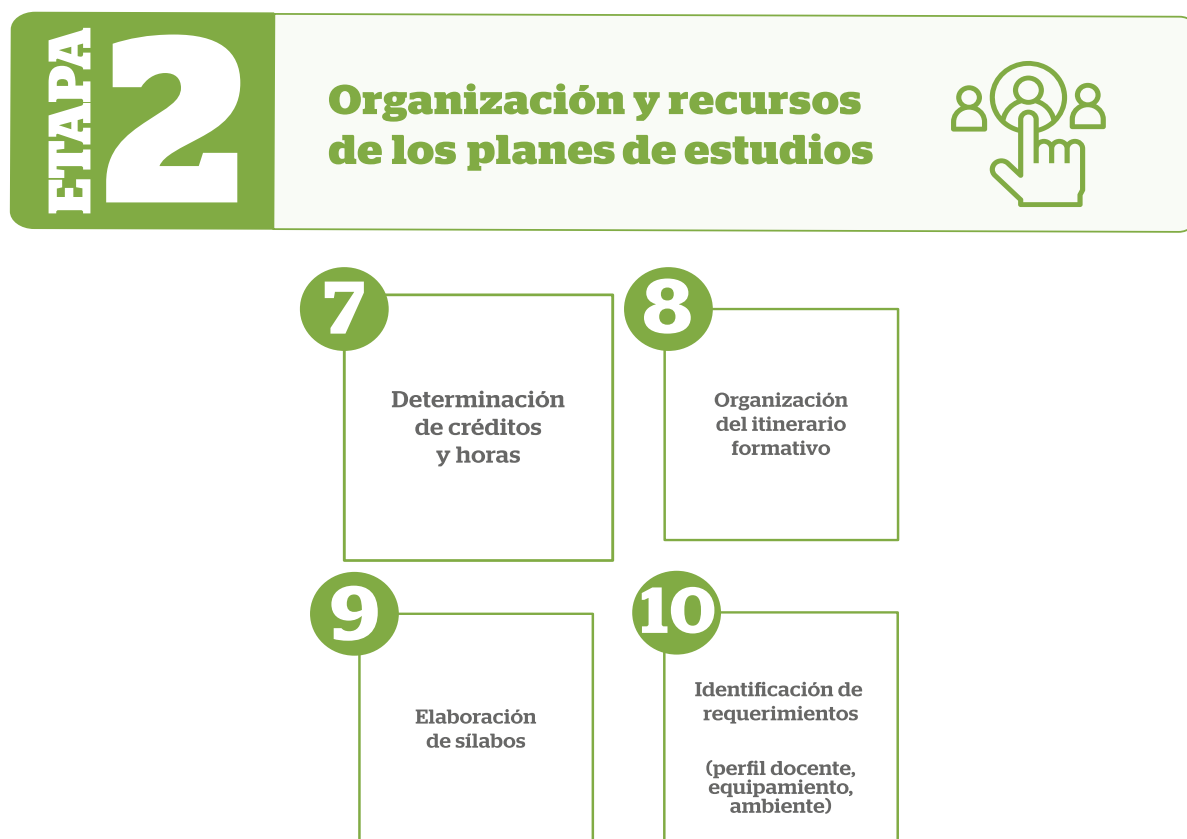 ETAPA
2
Organización y recursos
de los planes de estudios
7
Determinación
de créditos
y horas
8
Organización
del itinerario
formativo
9
Elaboración
de sílabos
10
Identificación de
requerimientos
(perfil docente,
equipamiento,
ambiente)